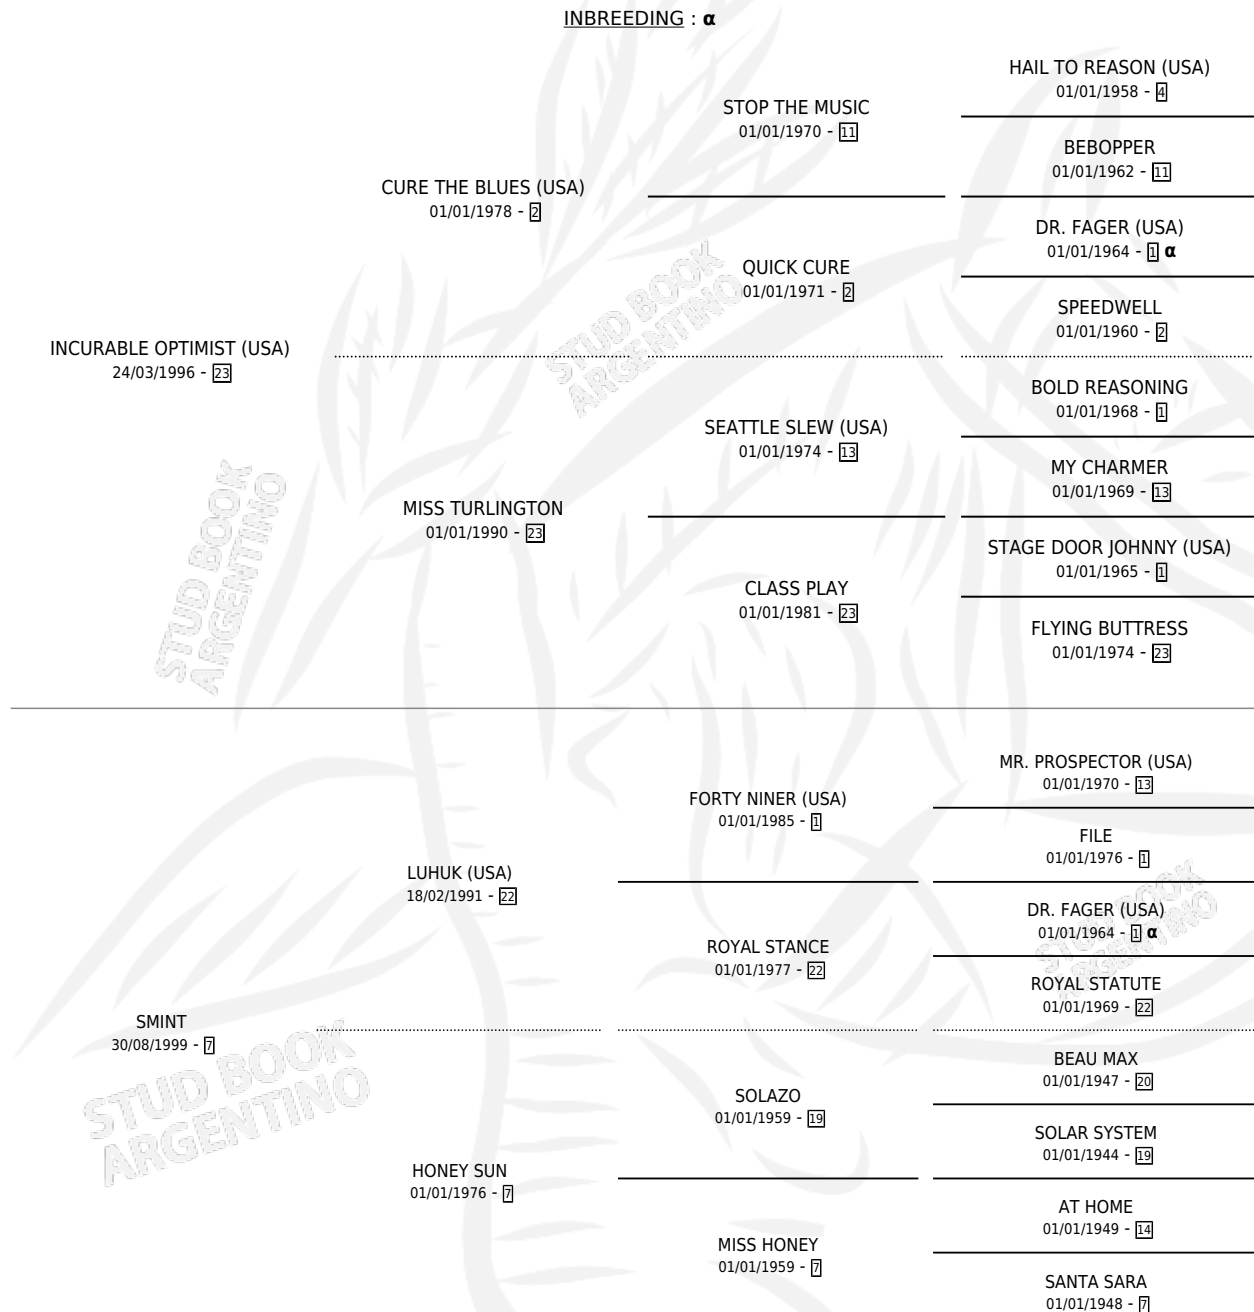 INBREEDING : α
HAIL TO REASON (USA)
01/01/1958 - 4
STOP THE MUSIC
01/01/1970 - 11
BEBOPPER
01/01/1962 - 11
CURE THE BLUES (USA)
01/01/1978 - 2
DR. FAGER (USA)
01/01/1964 - 1 α
QUICK CURE
01/01/1971 - 2
SPEEDWELL
01/01/1960 - 2
INCURABLE OPTIMIST (USA)
24/03/1996 - 23
BOLD REASONING
01/01/1968 - 1
SEATTLE SLEW (USA)
01/01/1974 - 13
MY CHARMER
01/01/1969 - 13
MISS TURLINGTON
01/01/1990 - 23
STAGE DOOR JOHNNY (USA)
01/01/1965 - 1
CLASS PLAY
01/01/1981 - 23
FLYING BUTTRESS
01/01/1974 - 23
MR. PROSPECTOR (USA)
01/01/1970 - 13
FORTY NINER (USA)
01/01/1985 - 1
FILE
01/01/1976 - 1
LUHUK (USA)
18/02/1991 - 22
DR. FAGER (USA)
01/01/1964 - 1 α
ROYAL STANCE
01/01/1977 - 22
ROYAL STATUTE
01/01/1969 - 22
SMINT
30/08/1999 - 7
BEAU MAX
01/01/1947 - 20
SOLAZO
01/01/1959 - 19
SOLAR SYSTEM
01/01/1944 - 19
HONEY SUN
01/01/1976 - 7
AT HOME
01/01/1949 - 14
MISS HONEY
01/01/1959 - 7
SANTA SARA
01/01/1948 - 7
STUD BOOK
ARGENTINO
STUD BOOK
ARGENTINO
STUD BOOK
ARGENTINO
STUD BOOK
ARGENTINO